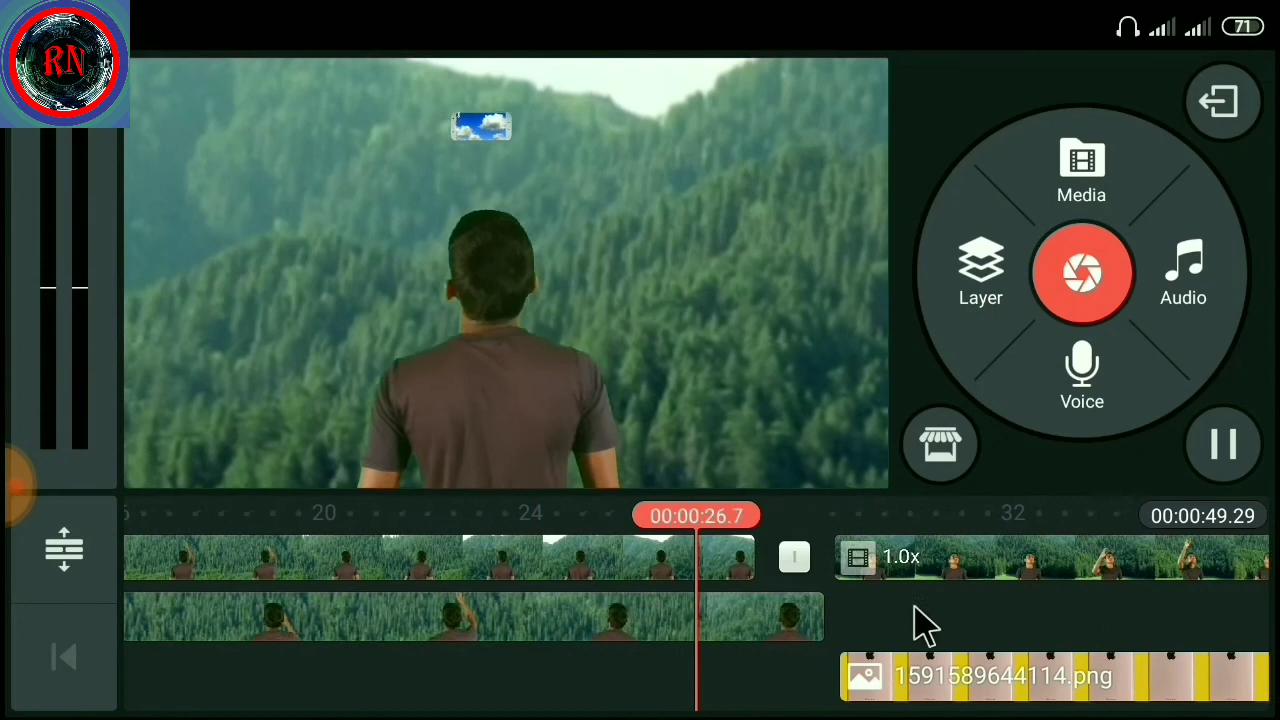 71
RN
Media
Layer
Audio
Voice
20
24
00:00:26.7
32
00:00:49.29
1.0x
1591589644114.png